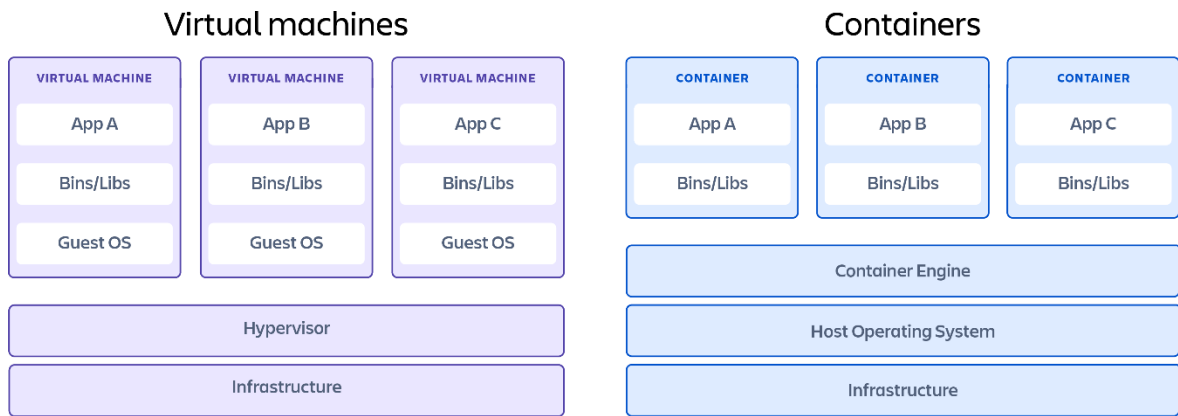 Virtual machines
VIRTUAL MACHINE
App A
Bins/Libs
Guest OS
VIRTUAL MACHINE
App B
Bins/Libs
Guest OS
VIRTUAL MACHINE
App C
Bins/Libs
Guest OS
Hypervisor
Infrastructure
Containers
CONTAINER
App A
Bins/Libs
CONTAINER
App B
Bins/Libs
CONTAINER
App C
Bins/Libs
Container Engine
Host Operating System
Infrastructure